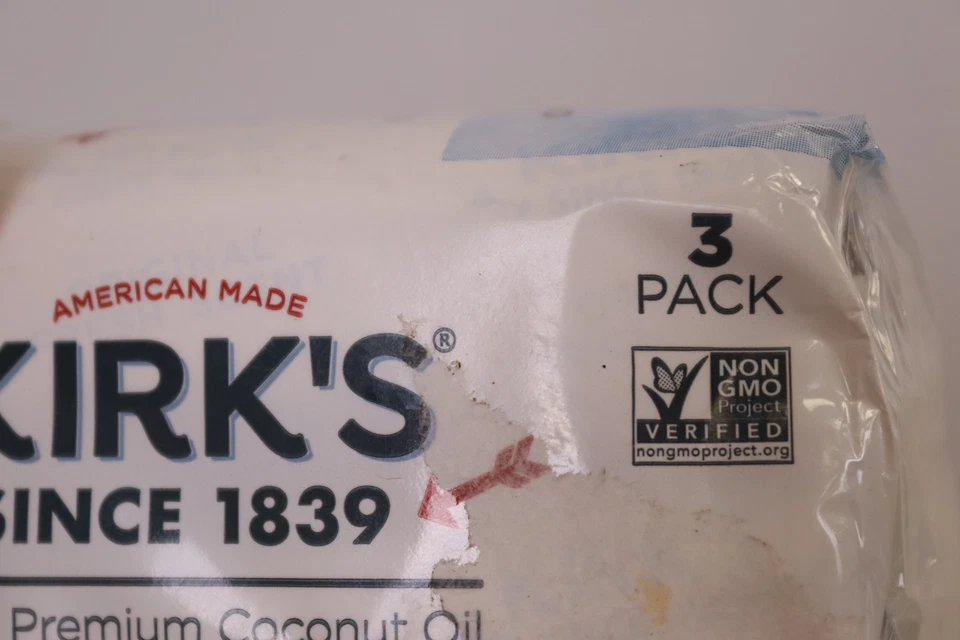 AMERICAN MADE
KIRK'S®
SINCE 1839
Premium Coconut Oil
3
PACK
NON
GMO
Project
VERIFIED
nongmoproject.org